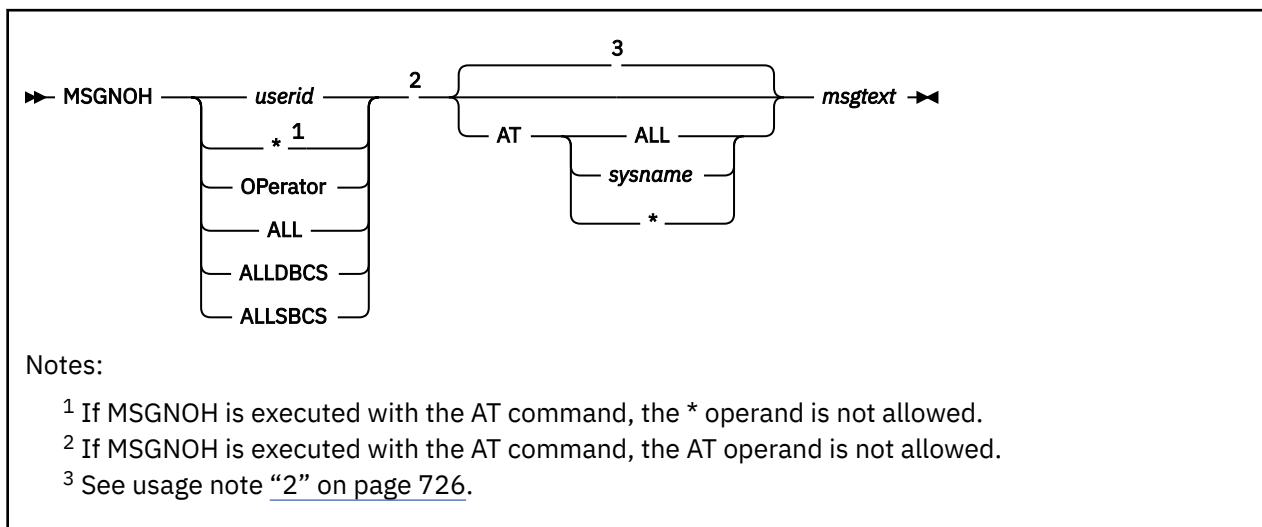 3
MSGNOH userid 2 msgtext
* 1
AT ALL
OPerator
sysname
ALL
*
ALLDBCS
ALLSBCS
Notes:
1 If MSGNOH is executed with the AT command, the * operand is not allowed.
2 If MSGNOH is executed with the AT command, the AT operand is not allowed.
3 See usage note “2” on page 726.